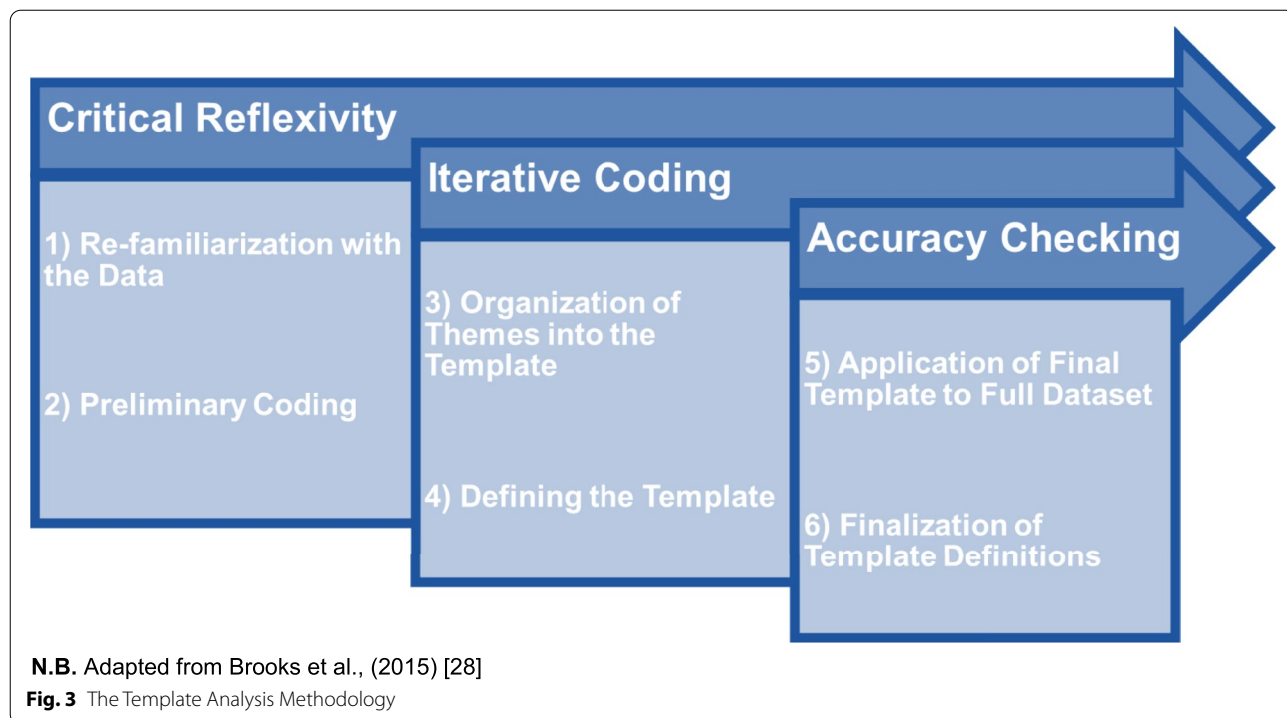 Critical Reflexivity
1) Re-familiarization with
the Data
2) Preliminary Coding
Iterative Coding
3) Organization of
Themes into the
Template
4) Defining the Template
Accuracy Checking
5) Application of Final
Template to Full Dataset
6) Finalization of
Template Definitions
N.B. Adapted from Brooks et al., (2015) [28]
Fig. 3 The Template Analysis Methodology